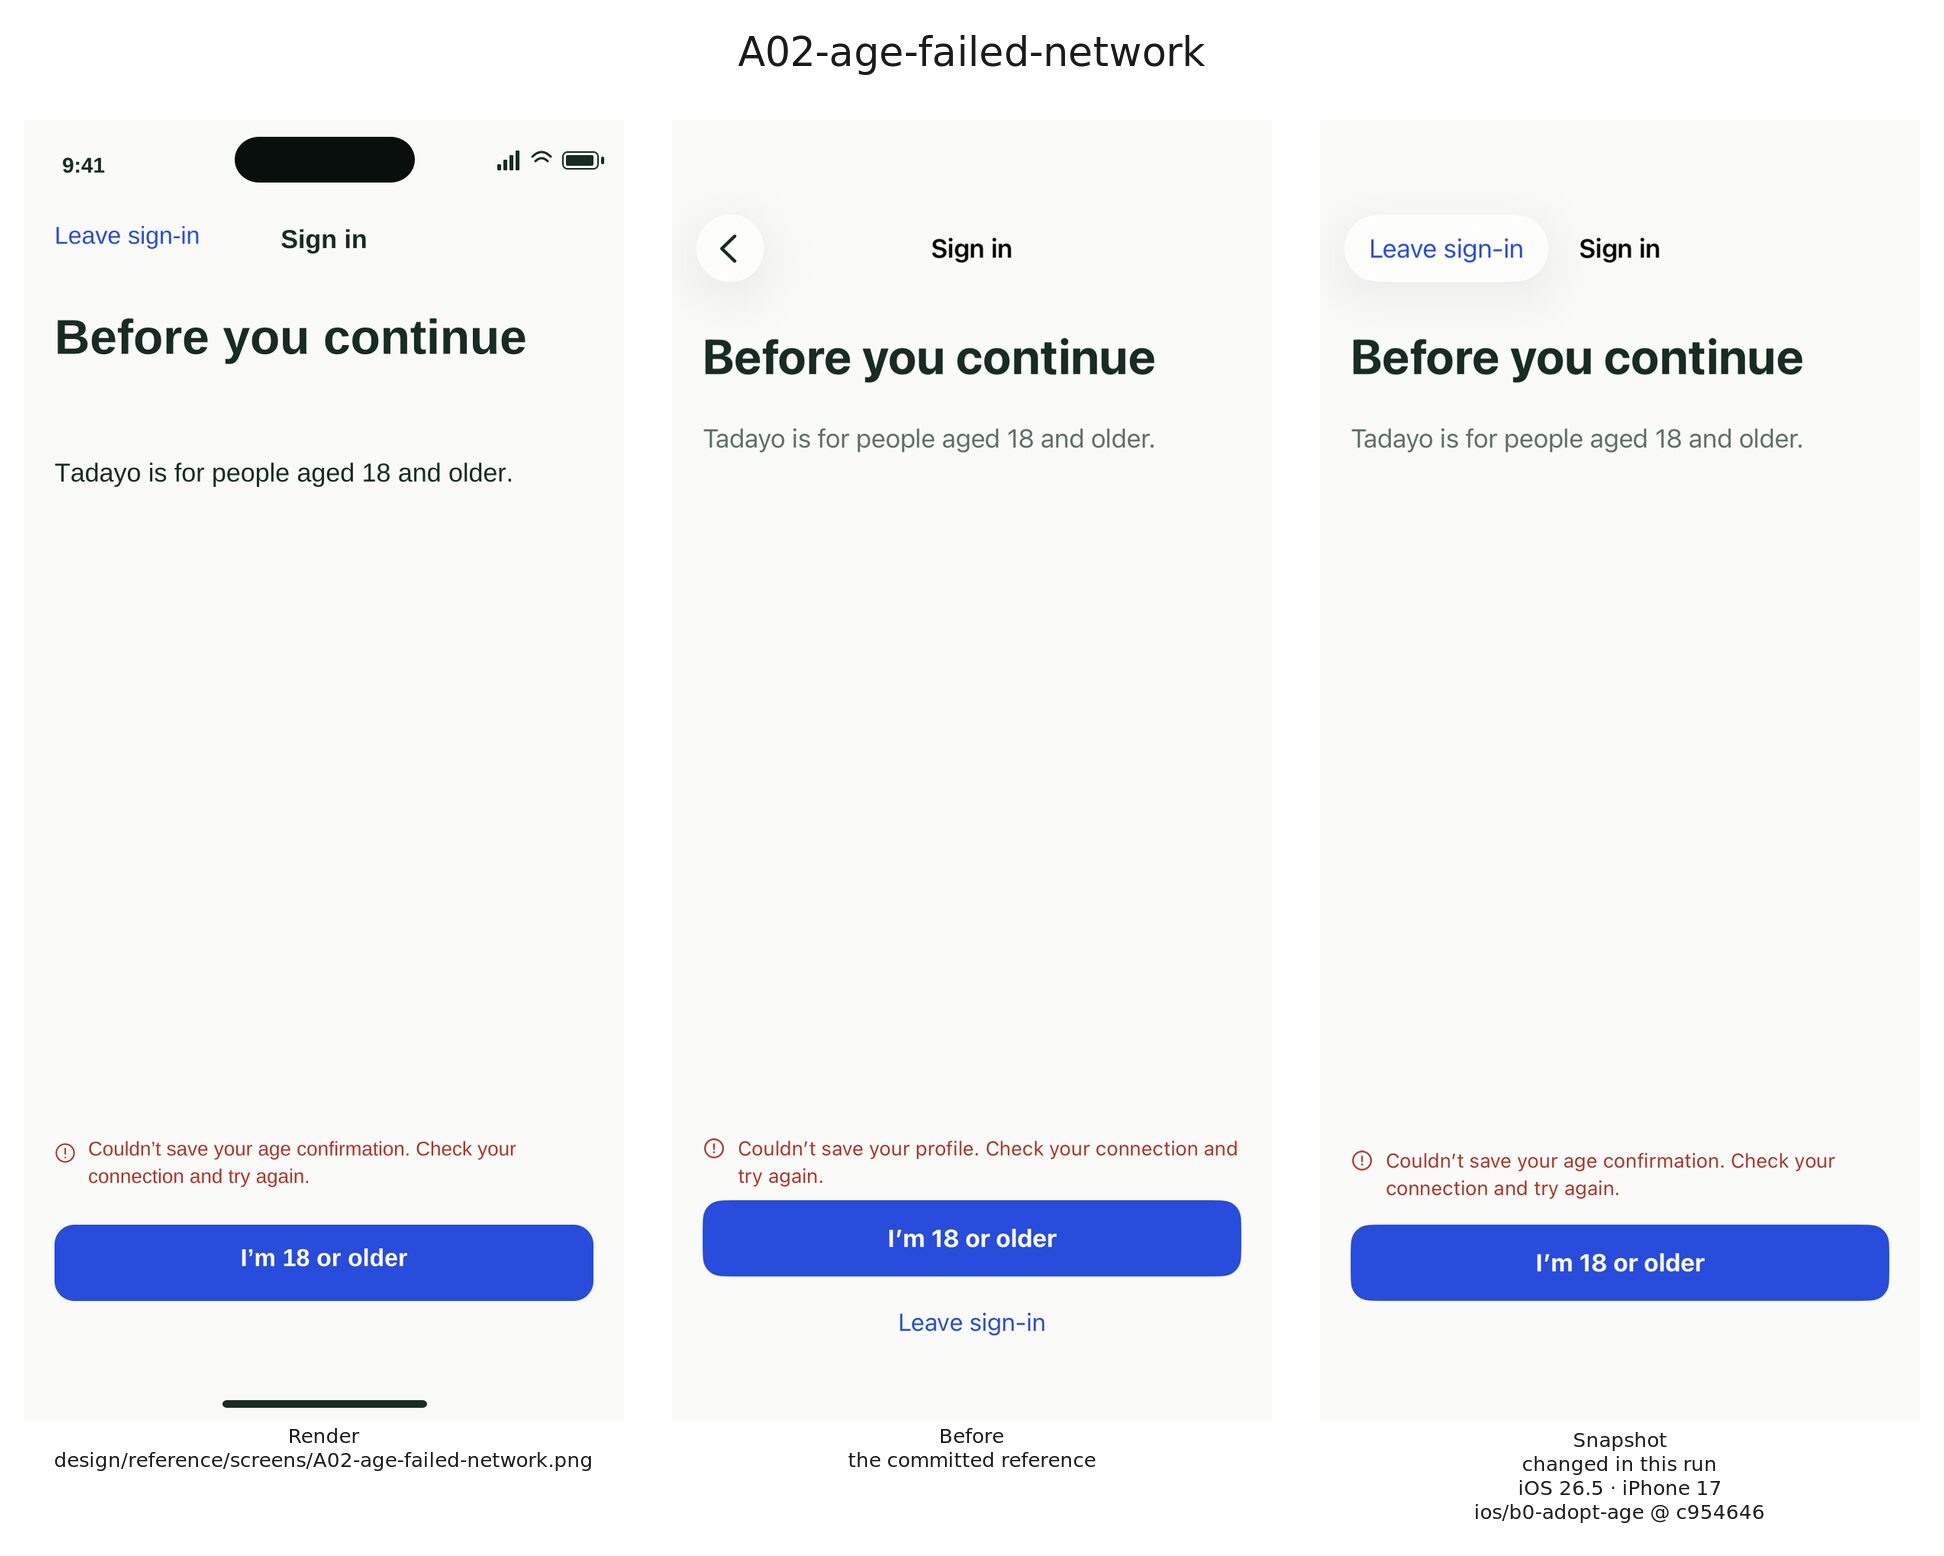 A02-age-failed-network
9:41
Leave sign-in
Sign in
Before you continue
Tadayo is for people aged 18 and older.
Couldn’t save your age confirmation. Check your
connection and try again.
I’m 18 or older
Render
design/reference/screens/A02-age-failed-network.png
Sign in
Before you continue
Tadayo is for people aged 18 and older.
Couldn’t save your profile. Check your connection and
try again.
I’m 18 or older
Leave sign-in
Before
the committed reference
Leave sign-in
Sign in
Before you continue
Tadayo is for people aged 18 and older.
Couldn’t save your age confirmation. Check your
connection and try again.
I’m 18 or older
Snapshot
changed in this run
iOS 26.5 · iPhone 17
ios/b0-adopt-age @ c954646